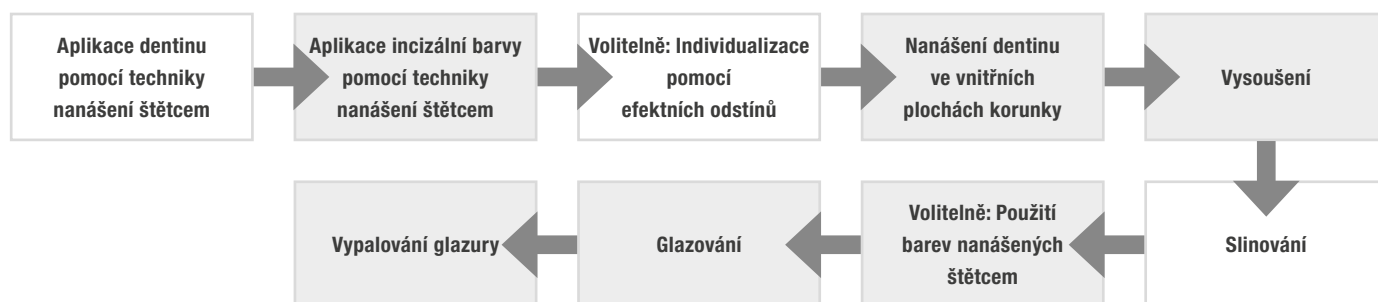 Aplikace dentinu
pomocí techniky
nanášení štětcem
Aplikace incizální barvy
pomocí techniky
nanášení štětcem
Volitelně: Individualizace
pomocí
efektních odstínů
Nanášení dentinu
ve vnitřních
plochách korunky
Vysoušení
Slinování
Volitelně: Použití
barev nanášených
štětcem
Glazování
Vypalování glazury